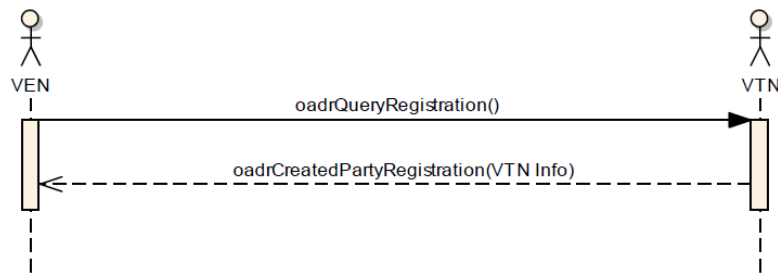 VEN
VTN
oadrQueryRegistration()
oadrCreatedPartyRegistration(VTN Info)